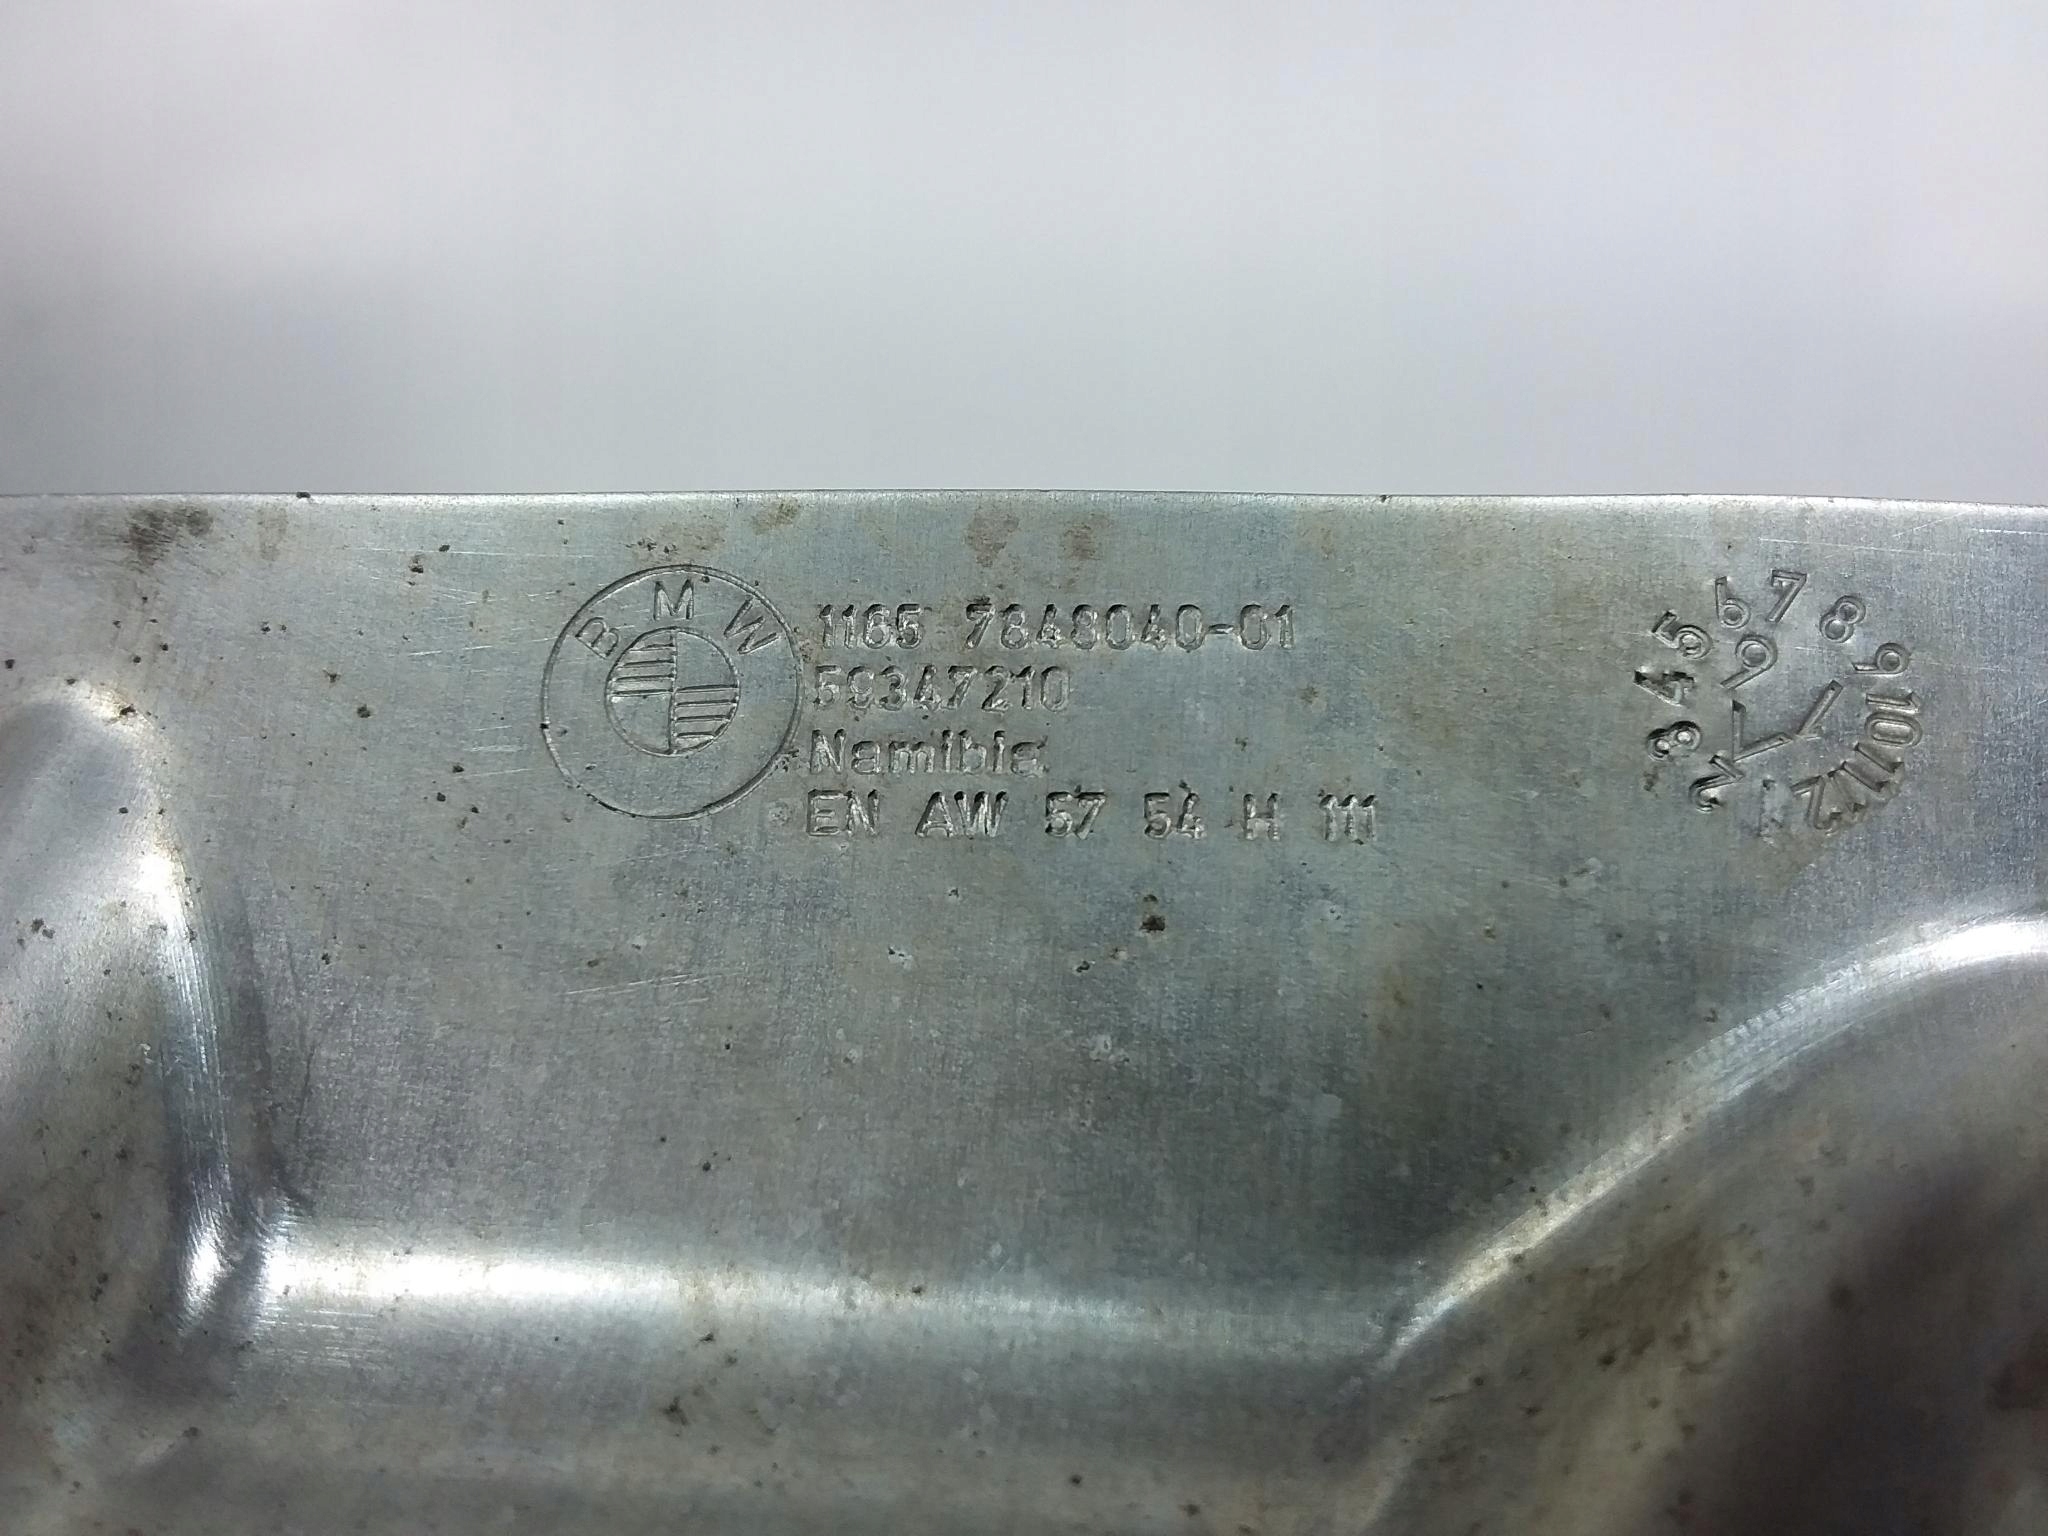 BMW
1165 7848040-01
59347210
Namibia
EN AW 57 54 H 111
1 2 3 4 5 6 7 8 9 10 11 12